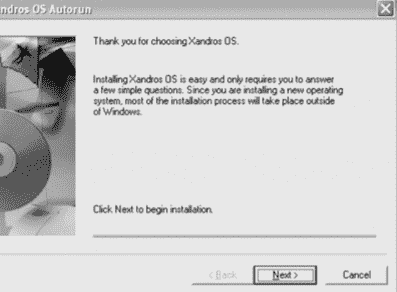 ndros OS Autorun
Thank you for choosing Xandros OS.
Installing Xandros OS is easy and only requires you to answer
a few simple questions. Since you are installing a new operating
system, most of the installation process will take place outside
of Windows.
Click Next to begin installation.
< Back
Next >
Cancel